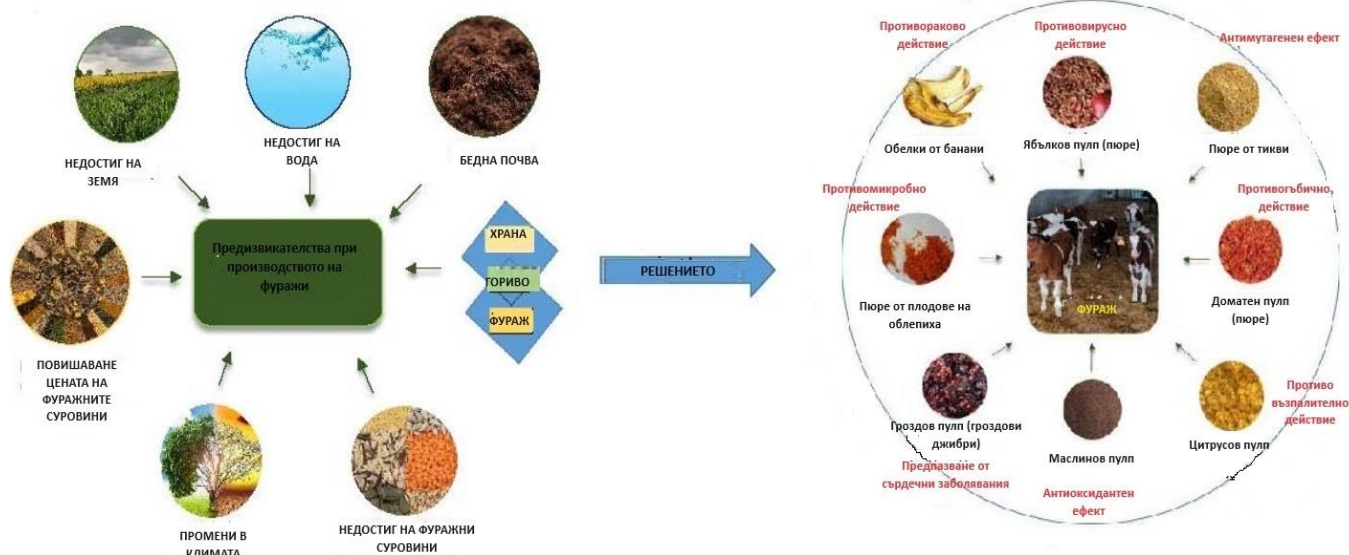 НЕДОСТИГ НА
ЗЕМЯ
НЕДОСТИГ НА
ВОДА
БЕДНА ПОЧВА
Предизвикателства при
производството на
фуражи
ПОВИШАВАНЕ
ЦЕНАТА НА
ФУРАЖНИТЕ
СУРОВИНИ
ПРОМЕНИ В
КЛИМАТА
НЕДОСТИГ НА ФУРАЖНИ
СУРОВИНИ
ХРАНА
ГОРИВО
ФУРАЖ
РЕШЕНИЕТО
Противораково
действие
Противовирусно
действие
Антимутагенен ефект
Обелки от банани
Ябълков пулп (пюре)
Пюре от тикви
Противомикробно
действие
Противогъбично,
действие
Пюре от плодове на
облепиха
ФУРАЖ
Доматен пулп
(пюре)
Гроздов пулп (гроздови
джибри)
Маслинов пулп
Цитрусов пулп
Противо
възпалително
действие
Предпазване от
сърдечни заболявания
Антиоксидантен
ефект